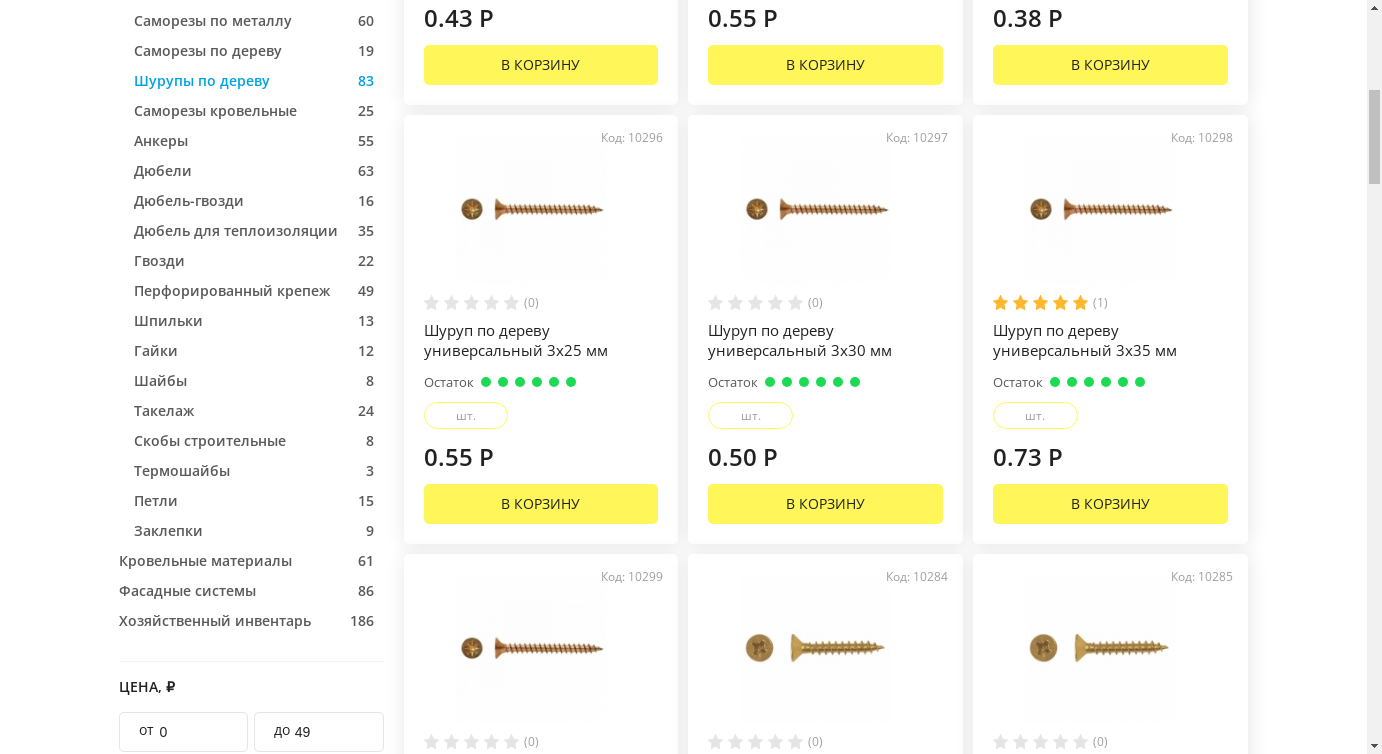 Саморезы по металлу 60
Саморезы по дереву 19
Шурупы по дереву 83
Саморезы кровельные 25
Анкеры 55
Дюбели 63
Дюбель-гвозди 16
Дюбель для теплоизоляции 35
Гвозди 22
Перфорированный крепеж 49
Шпильки 13
Гайки 12
Шайбы 8
Такелаж 24
Скобы строительные 8
Термошайбы 3
Петли 15
Заклепки 9
Кровельные материалы 61
Фасадные системы 86
Хозяйственный инвентарь 186
ЦЕНА, ₽
от 0 до 49
0.43 Р 0.55 Р 0.38 Р
В КОРЗИНУ В КОРЗИНУ В КОРЗИНУ
Код: 10296 Код: 10297 Код: 10298
(0) (0) (1)
Шуруп по дереву Шуруп по дереву Шуруп по дереву
универсальный 3х25 мм универсальный 3х30 мм универсальный 3х35 мм
Остаток Остаток Остаток
шт. шт. шт.
0.55 Р 0.50 Р 0.73 Р
В КОРЗИНУ В КОРЗИНУ В КОРЗИНУ
Код: 10299 Код: 10284 Код: 10285
(0) (0) (0)